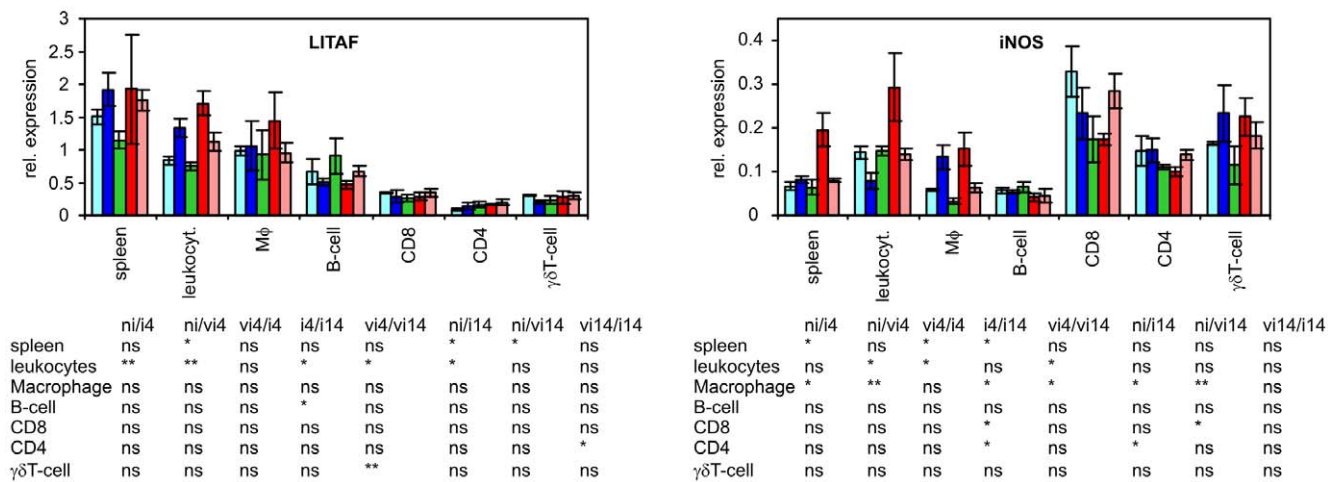 LITAF
rel. expression
3
2.5
2
1.5
1
0.5
0
spleen
leukocyt.
Mφ
B-cell
CD8
CD4
γδT-cell
ni/i4 ni/vi4 vi4/i4 i4/i14 vi4/vi14 ni/i14 ni/vi14 vi14/i14
spleen ns * ns ns ns * * ns
leukocytes ** ** ns * * * ns ns
Macrophage ns ns ns ns ns ns ns ns
B-cell ns ns ns * ns ns ns ns
CD8 ns ns ns ns ns ns ns ns
CD4 ns ns ns ns ns ns ns *
γδT-cell ns ns ns ns ** ns ns ns
iNOS
rel. expression
0.4
0.3
0.2
0.1
0
spleen
leukocyt.
Mφ
B-cell
CD8
CD4
γδT-cell
ni/i4 ni/vi4 vi4/i4 i4/i14 vi4/vi14 ni/i14 ni/vi14 vi14/i14
spleen * ns * * ns ns ns ns
leukocytes ns * * ns * ns ns ns
Macrophage * ** ns * * * ** ns
B-cell ns ns ns ns ns ns ns ns
CD8 ns ns ns * ns ns * ns
CD4 ns ns ns * ns * ns ns
γδT-cell ns ns ns ns ns ns ns ns